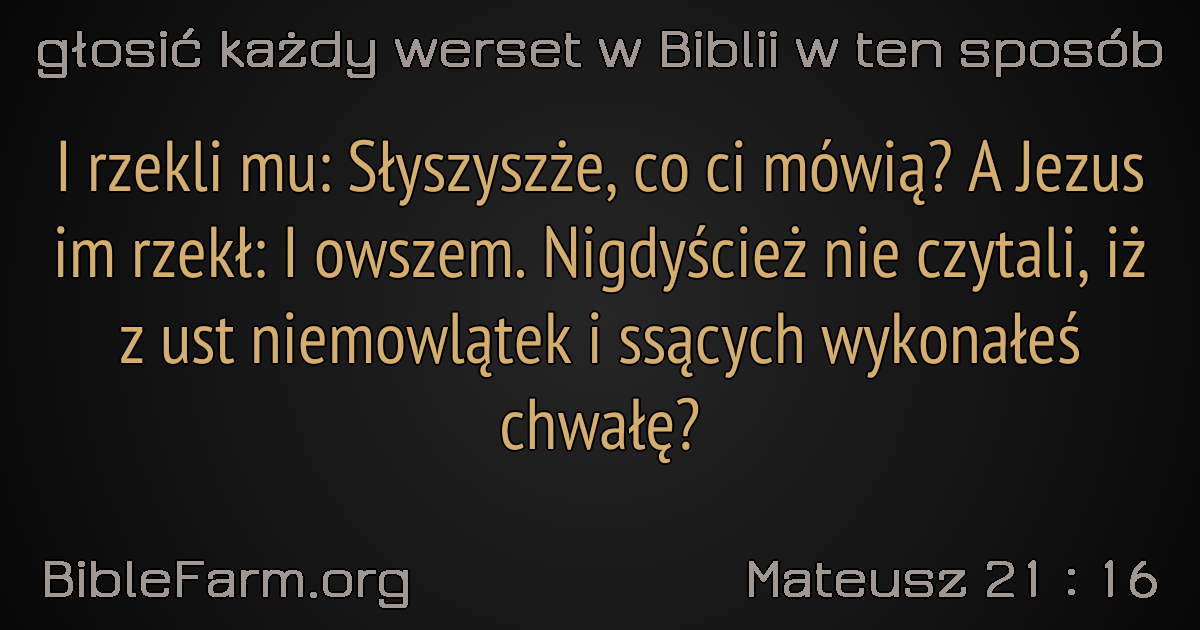 głosić każdy werset w Biblii w ten sposób
I rzekli mu: Słyszyszże, co ci mówią? A Jezus
im rzekł: I owszem. Nigdyścież nie czytali, iż
z ust niemowlątek i ssących wykonałeś
chwałę?
BibleFarm.org
Mateusz 21 : 16